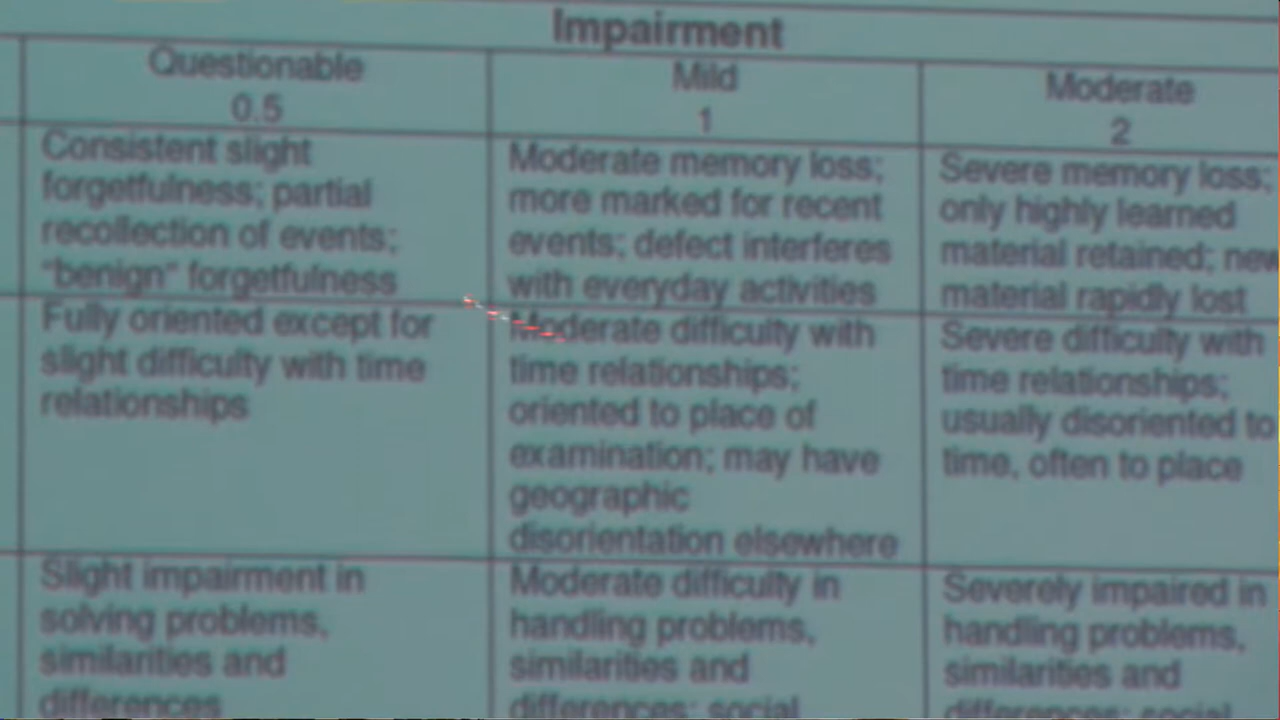 Impairment
Questionable
0.5
Mild
1
Moderate
2
Consistent slight
forgetfulness; partial
recollection of events;
"benign" forgetfulness
Moderate memory loss;
more marked for recent
events; defect interferes
with everyday activities
Severe memory loss;
only highly learned
material retained; new
material rapidly lost
Fully oriented except for
slight difficulty with time
relationships
Moderate difficulty with
time relationships;
oriented to place of
examination; may have
geographic
disorientation elsewhere
Severe difficulty with
time relationships;
usually disoriented to
time, often to place
Slight impairment in
solving problems,
similarities and
differences
Moderate difficulty in
handling problems,
similarities and
differences; social
Severely impaired in
handling problems,
similarities and
differences; social